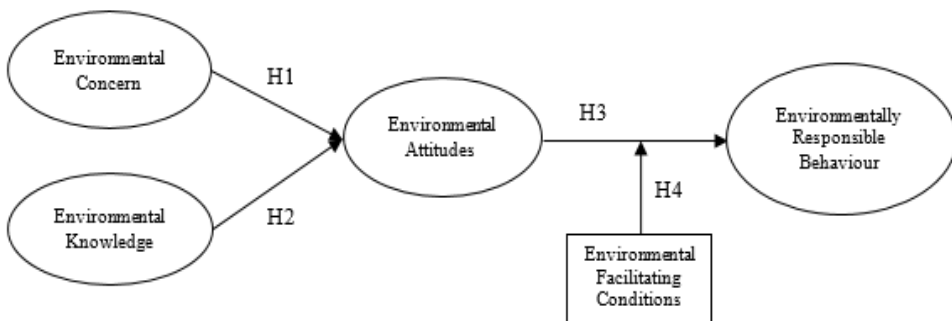 Environmental
Concern
H1
Environmental
Knowledge
H2
Environmental
Attitudes
H3
H4
Environmental
Facilitating
Conditions
Environmentally
Responsible
Behaviour